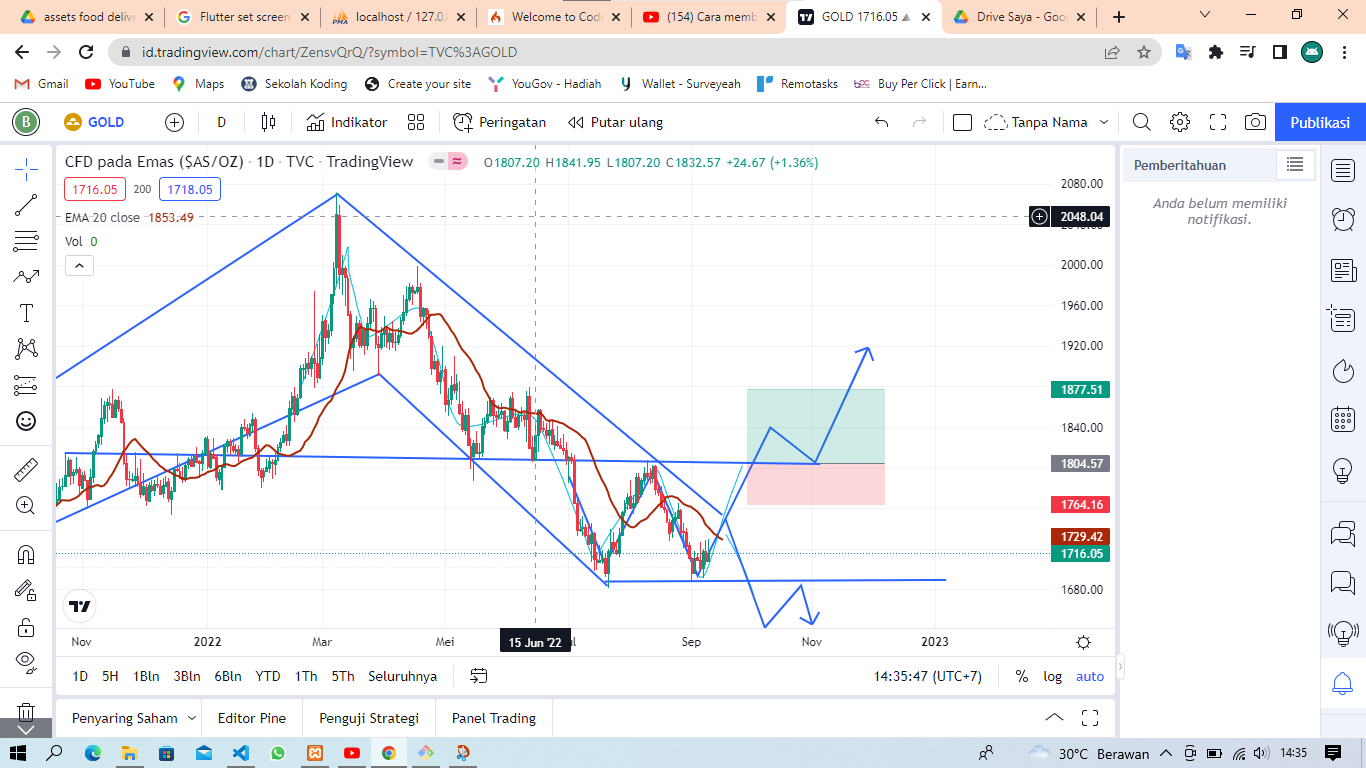 assets food delive
Flutter set screen
localhost / 127.0.
Welcome to Code
(154) Cara memb
GOLD 1716.05
Drive Saya - Goo
id.tradingview.com/chart/ZensvQrQ/?symbol=TVC%3AGOLD
Gmail YouTube Maps Sekolah Koding Create your site YouGov - Hadiah Wallet - Surveyeah Remotasks Buy Per Click | Earn...
B GOLD D Indikator Peringatan Putar ulang Tanpa Nama Publikasi
CFD pada Emas ($AS/OZ) · 1D · TVC · TradingView O1807.20 H1841.95 L1807.20 C1832.57 +24.67 (+1.36%)
1716.05 200 1718.05
EMA 20 close 1853.49
Vol 0
Pemberitahuan
Anda belum memiliki
notifikasi.
2080.00
2048.04
2000.00
1960.00
1920.00
1877.51
1840.00
1804.57
1764.16
1729.42
1716.05
1680.00
Nov 2022 Mar Mei 15 Jun '22 Sep Nov 2023
1D 5H 1Bln 3Bln 6Bln YTD 1Th 5Th Seluruhnya 14:35:47 (UTC+7) % log auto
Penyaring Saham Editor Pine Penguji Strategi Panel Trading
30°C Berawan 14:35